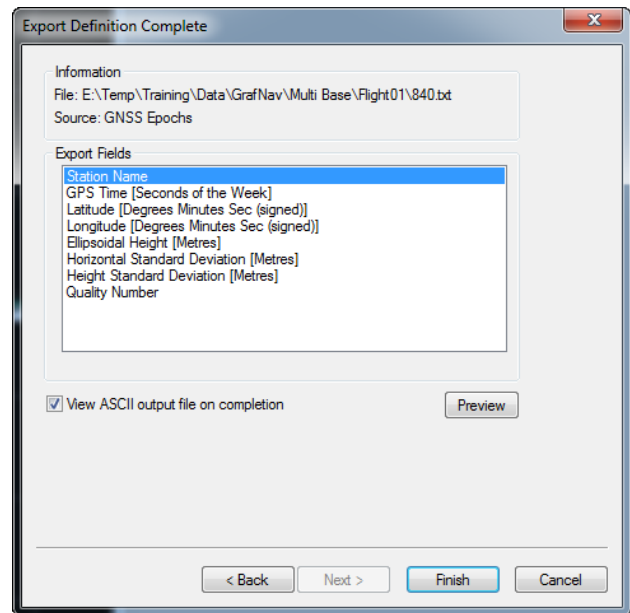 Export Definition Complete
Information
File: E:\Temp\Training\Data\GrafNav\Multi Base\Flight01\840.txt
Source: GNSS Epochs
Export Fields
Station Name
GPS Time [Seconds of the Week]
Latitude [Degrees Minutes Sec (signed)]
Longitude [Degrees Minutes Sec (signed)]
Ellipsoidal Height [Metres]
Horizontal Standard Deviation [Metres]
Height Standard Deviation [Metres]
Quality Number
View ASCII output file on completion
Preview
< Back
Next >
Finish
Cancel